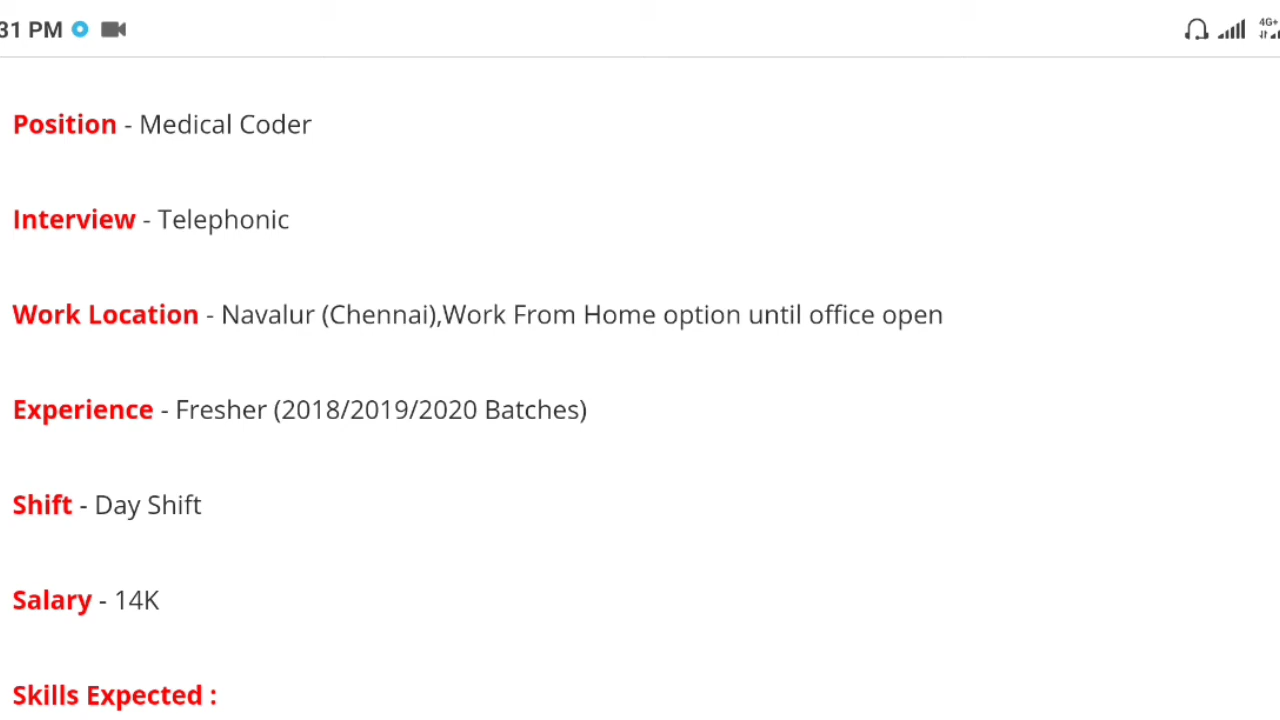 31 PM
4G+
Position - Medical Coder
Interview - Telephonic
Work Location - Navalur (Chennai),Work From Home option until office open
Experience - Fresher (2018/2019/2020 Batches)
Shift - Day Shift
Salary - 14K
Skills Expected :